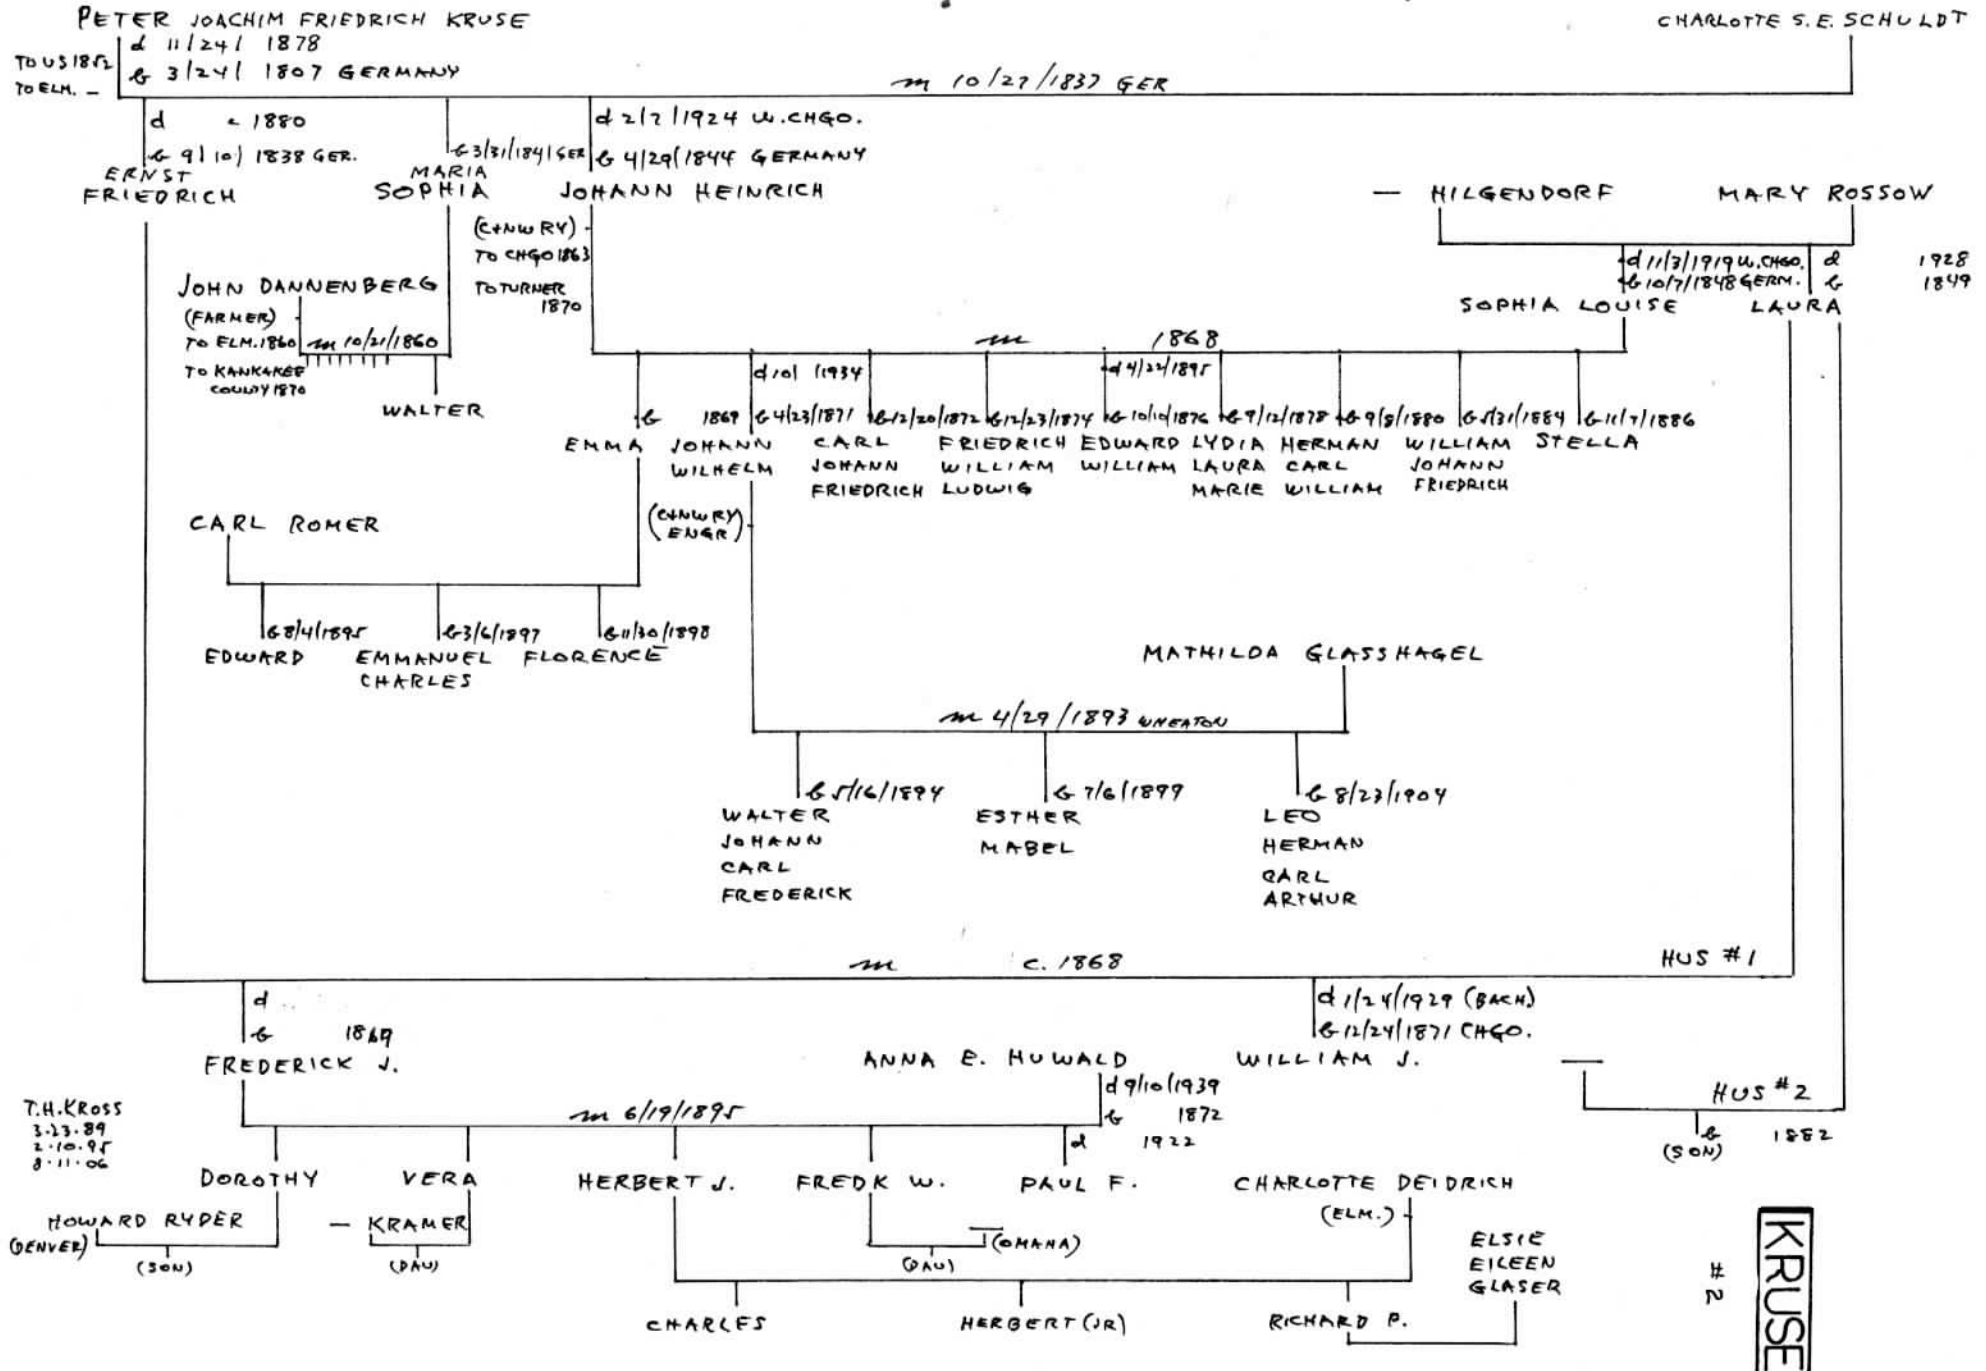 PETER JOACHIM FRIEDRICH KRUSE
CHARLOTTE S. E. SCHULDT
d 11/24/ 1878
TO US 1852
b 3/24/ 1807 GERMANY
TO ELM. –
m 10/27/1837 GER
d c 1880
d 2/7/1924 W. CHGO.
b 9/10/1838 GER.
b 3/31/1841 GER
b 4/29/1844 GERMANY
ERNST
FRIEDRICH
MARIA
SOPHIA
JOHANN HEINRICH
— HILGENDORF
MARY ROSSOW
(C+NW RY)
TO CHGO 1863
TO TURNER
1870
d 11/3/1919 W. CHGO.
b 10/7/1848 GERM.
d 1928
b 1849
SOPHIA LOUISE
LAURA
JOHN DANNENBERG
(FARMER)
TO ELM. 1860
m 10/21/1860
TO KANKAKEE
COUNTY 1870
WALTER
m 1868
d 10/ /1934
d 4/22/1895
b 1869
b 4/23/1871
b 12/20/1872
b 12/23/1874
b 10/10/1876
b 9/12/1878
b 9/8/1880
b 5/31/1884
b 11/7/1886
EMMA
JOHANN
WILHELM
CARL
JOHANN
FRIEDRICH
FRIEDRICH
WILLIAM
LUDWIG
EDWARD
WILLIAM
LYDIA
LAURA
MARIE
HERMAN
CARL
WILLIAM
WILLIAM
JOHANN
FRIEDRICH
STELLA
CARL ROMER
(C+NW RY)
ENGR
b 8/4/1895
b 3/6/1897
b 11/30/1898
EDWARD
EMMANUEL
CHARLES
FLORENCE
MATHILDA GLASSHAGEL
m 4/29/1893 WHEATON
b 5/16/1894
b 7/6/1899
b 8/23/1904
WALTER
JOHANN
CARL
FREDERICK
ESTHER
MABEL
LEO
HERMAN
CARL
ARTHUR
m c. 1868
HUS #1
d
b 1869
FREDERICK J.
d 1/24/1929 (BACH)
b 12/24/1871 CHGO.
WILLIAM J.
ANNA E. HUWALD
d 9/10/1939
b 1872
m 6/19/1895
—
HUS #2
b 1882
(SON)
T.H. KROSS
3.23.89
2.10.95
8.11.06
d 1922
DOROTHY
VERA
HERBERT J.
FREDK W.
PAUL F.
CHARLOTTE DEIDRICH
(ELM.)
HOWARD RYDER
(DENVER)
(SON)
— KRAMER
(DAU)
— (OMAHA)
(DAU)
ELSIE
EILEEN
GLASER
CHARLES
HERBERT (JR)
RICHARD P.
KRUSE
#2